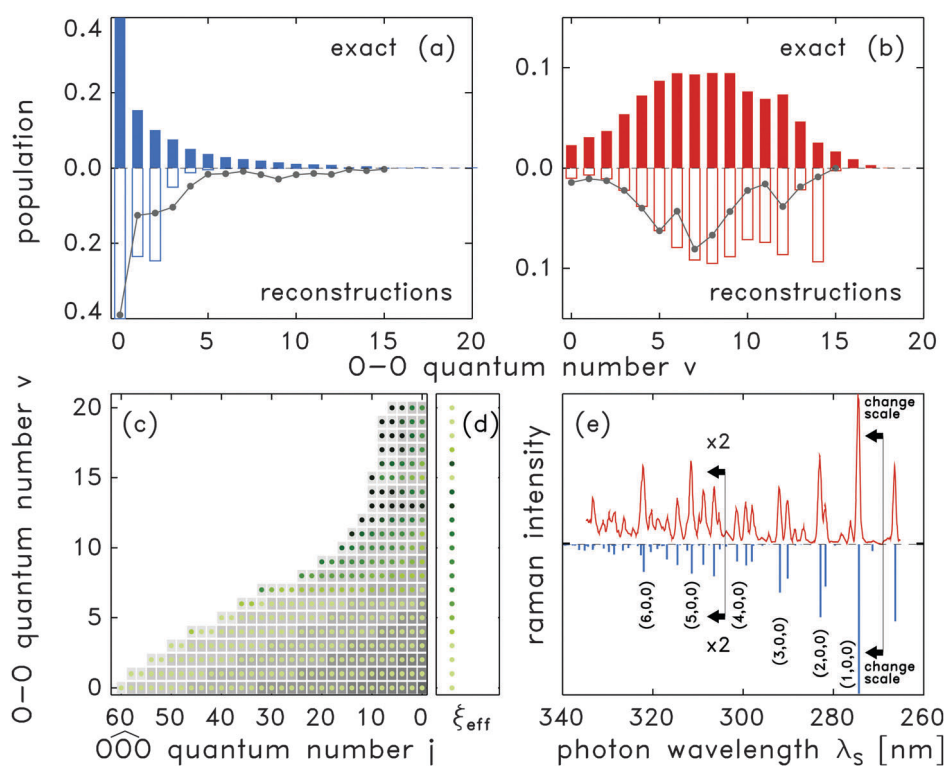 exact (a)
0.4
0.2
0.0
0.2
0.4
reconstructions
0 5 10 15 20
population
exact (b)
0.1
0.0
0.1
reconstructions
0 5 10 15 20
O-O quantum number v
(c)
20
15
10
5
0
O-O quantum number v
60 50 40 30 20 10 0
OOO quantum number j
(d)
ξeff
(e)
change
scale
x2
raman intensity
(6,0,0)
(5,0,0)
(4,0,0)
(3,0,0)
(2,0,0)
(1,0,0)
x2
change
scale
340 320 300 280 260
photon wavelength λs [nm]